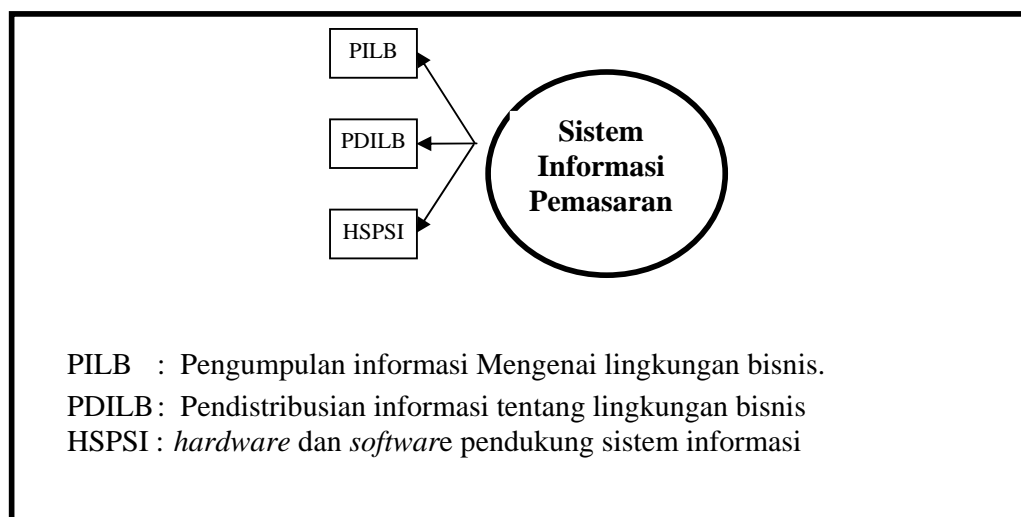 PILB
PDILB
HSPSI
Sistem
Informasi
Pemasaran
PILB : Pengumpulan informasi Mengenai lingkungan bisnis.
PDILB : Pendistribusian informasi tentang lingkungan bisnis
HSPSI : hardware dan software pendukung sistem informasi